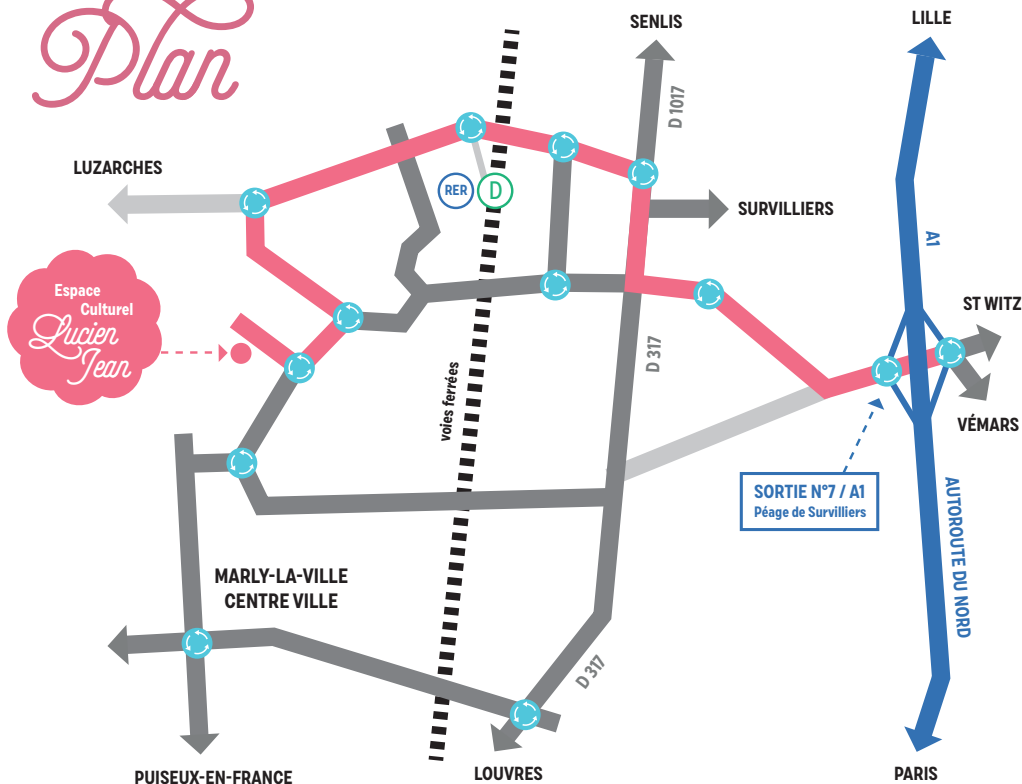 Plan
SENLIS
LILLE
D 1017
LUZARCHES
RER
D
SURVILLIERS
A1
Espace
Culturel
Lucien
Jean
ST WITZ
D 317
voies ferrées
VÉMARS
SORTIE N°7 / A1
Péage de Survilliers
AUTOROUTE DU NORD
MARLY-LA-VILLE
CENTRE VILLE
D 317
PUISEUX-EN-FRANCE
LOUVRES
PARIS